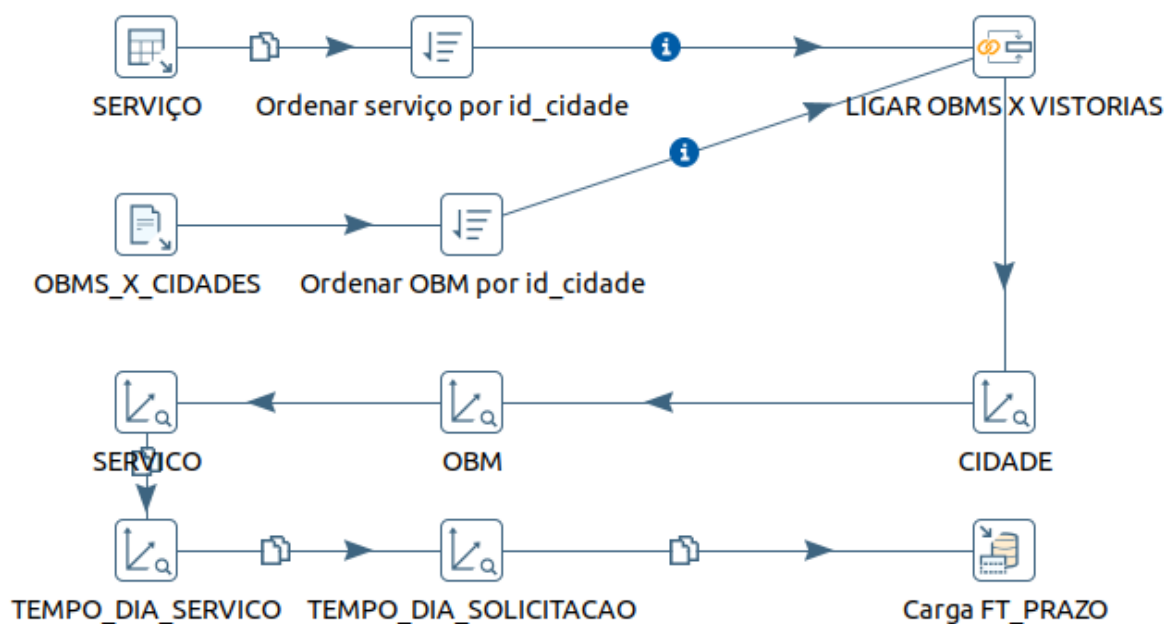 SERVIÇO
Ordenar serviço por id_cidade
LIGAR OBMS X VISTORIAS
OBMS_X_CIDADES
Ordenar OBM por id_cidade
SERVICO
OBM
CIDADE
TEMPO_DIA_SERVICO
TEMPO_DIA_SOLICITACAO
Carga FT_PRAZO